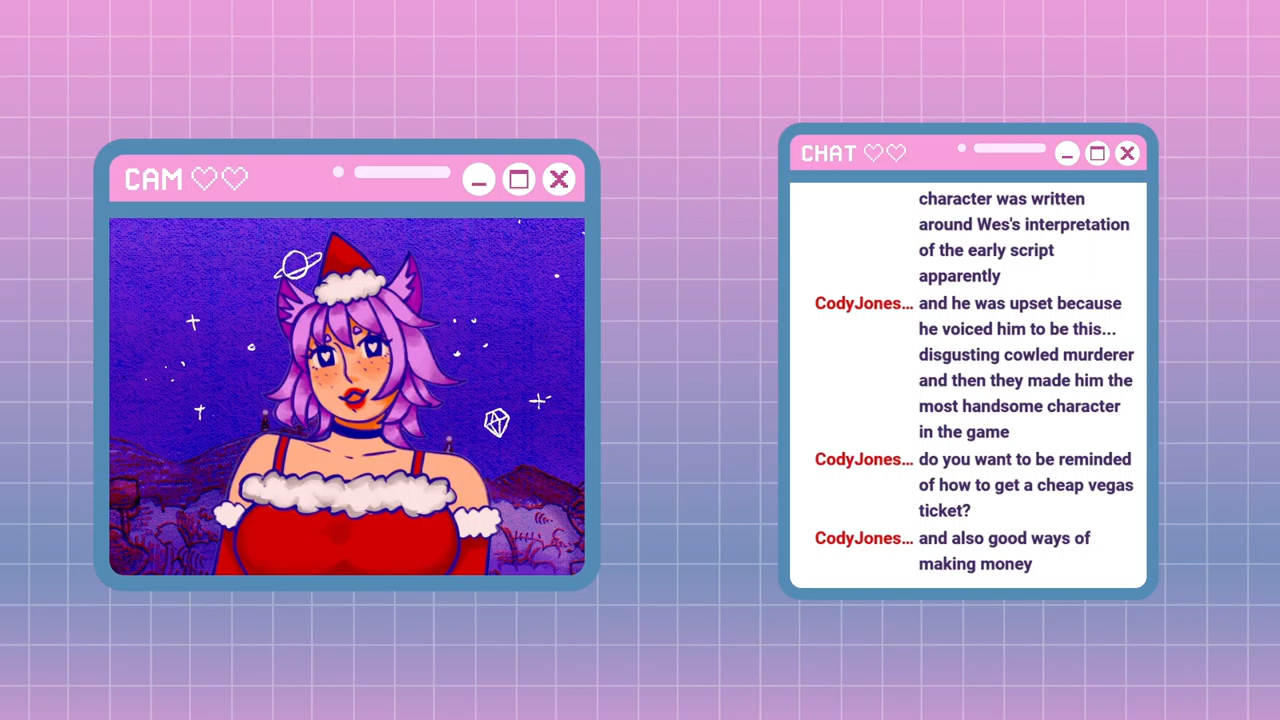 CAM
CHAT
character was written
around Wes's interpretation
of the early script
apparently
CodyJones... and he was upset because
he voiced him to be this...
disgusting cowled murderer
and then they made him the
most handsome character
in the game
CodyJones... do you want to be reminded
of how to get a cheap vegas
ticket?
CodyJones... and also good ways of
making money